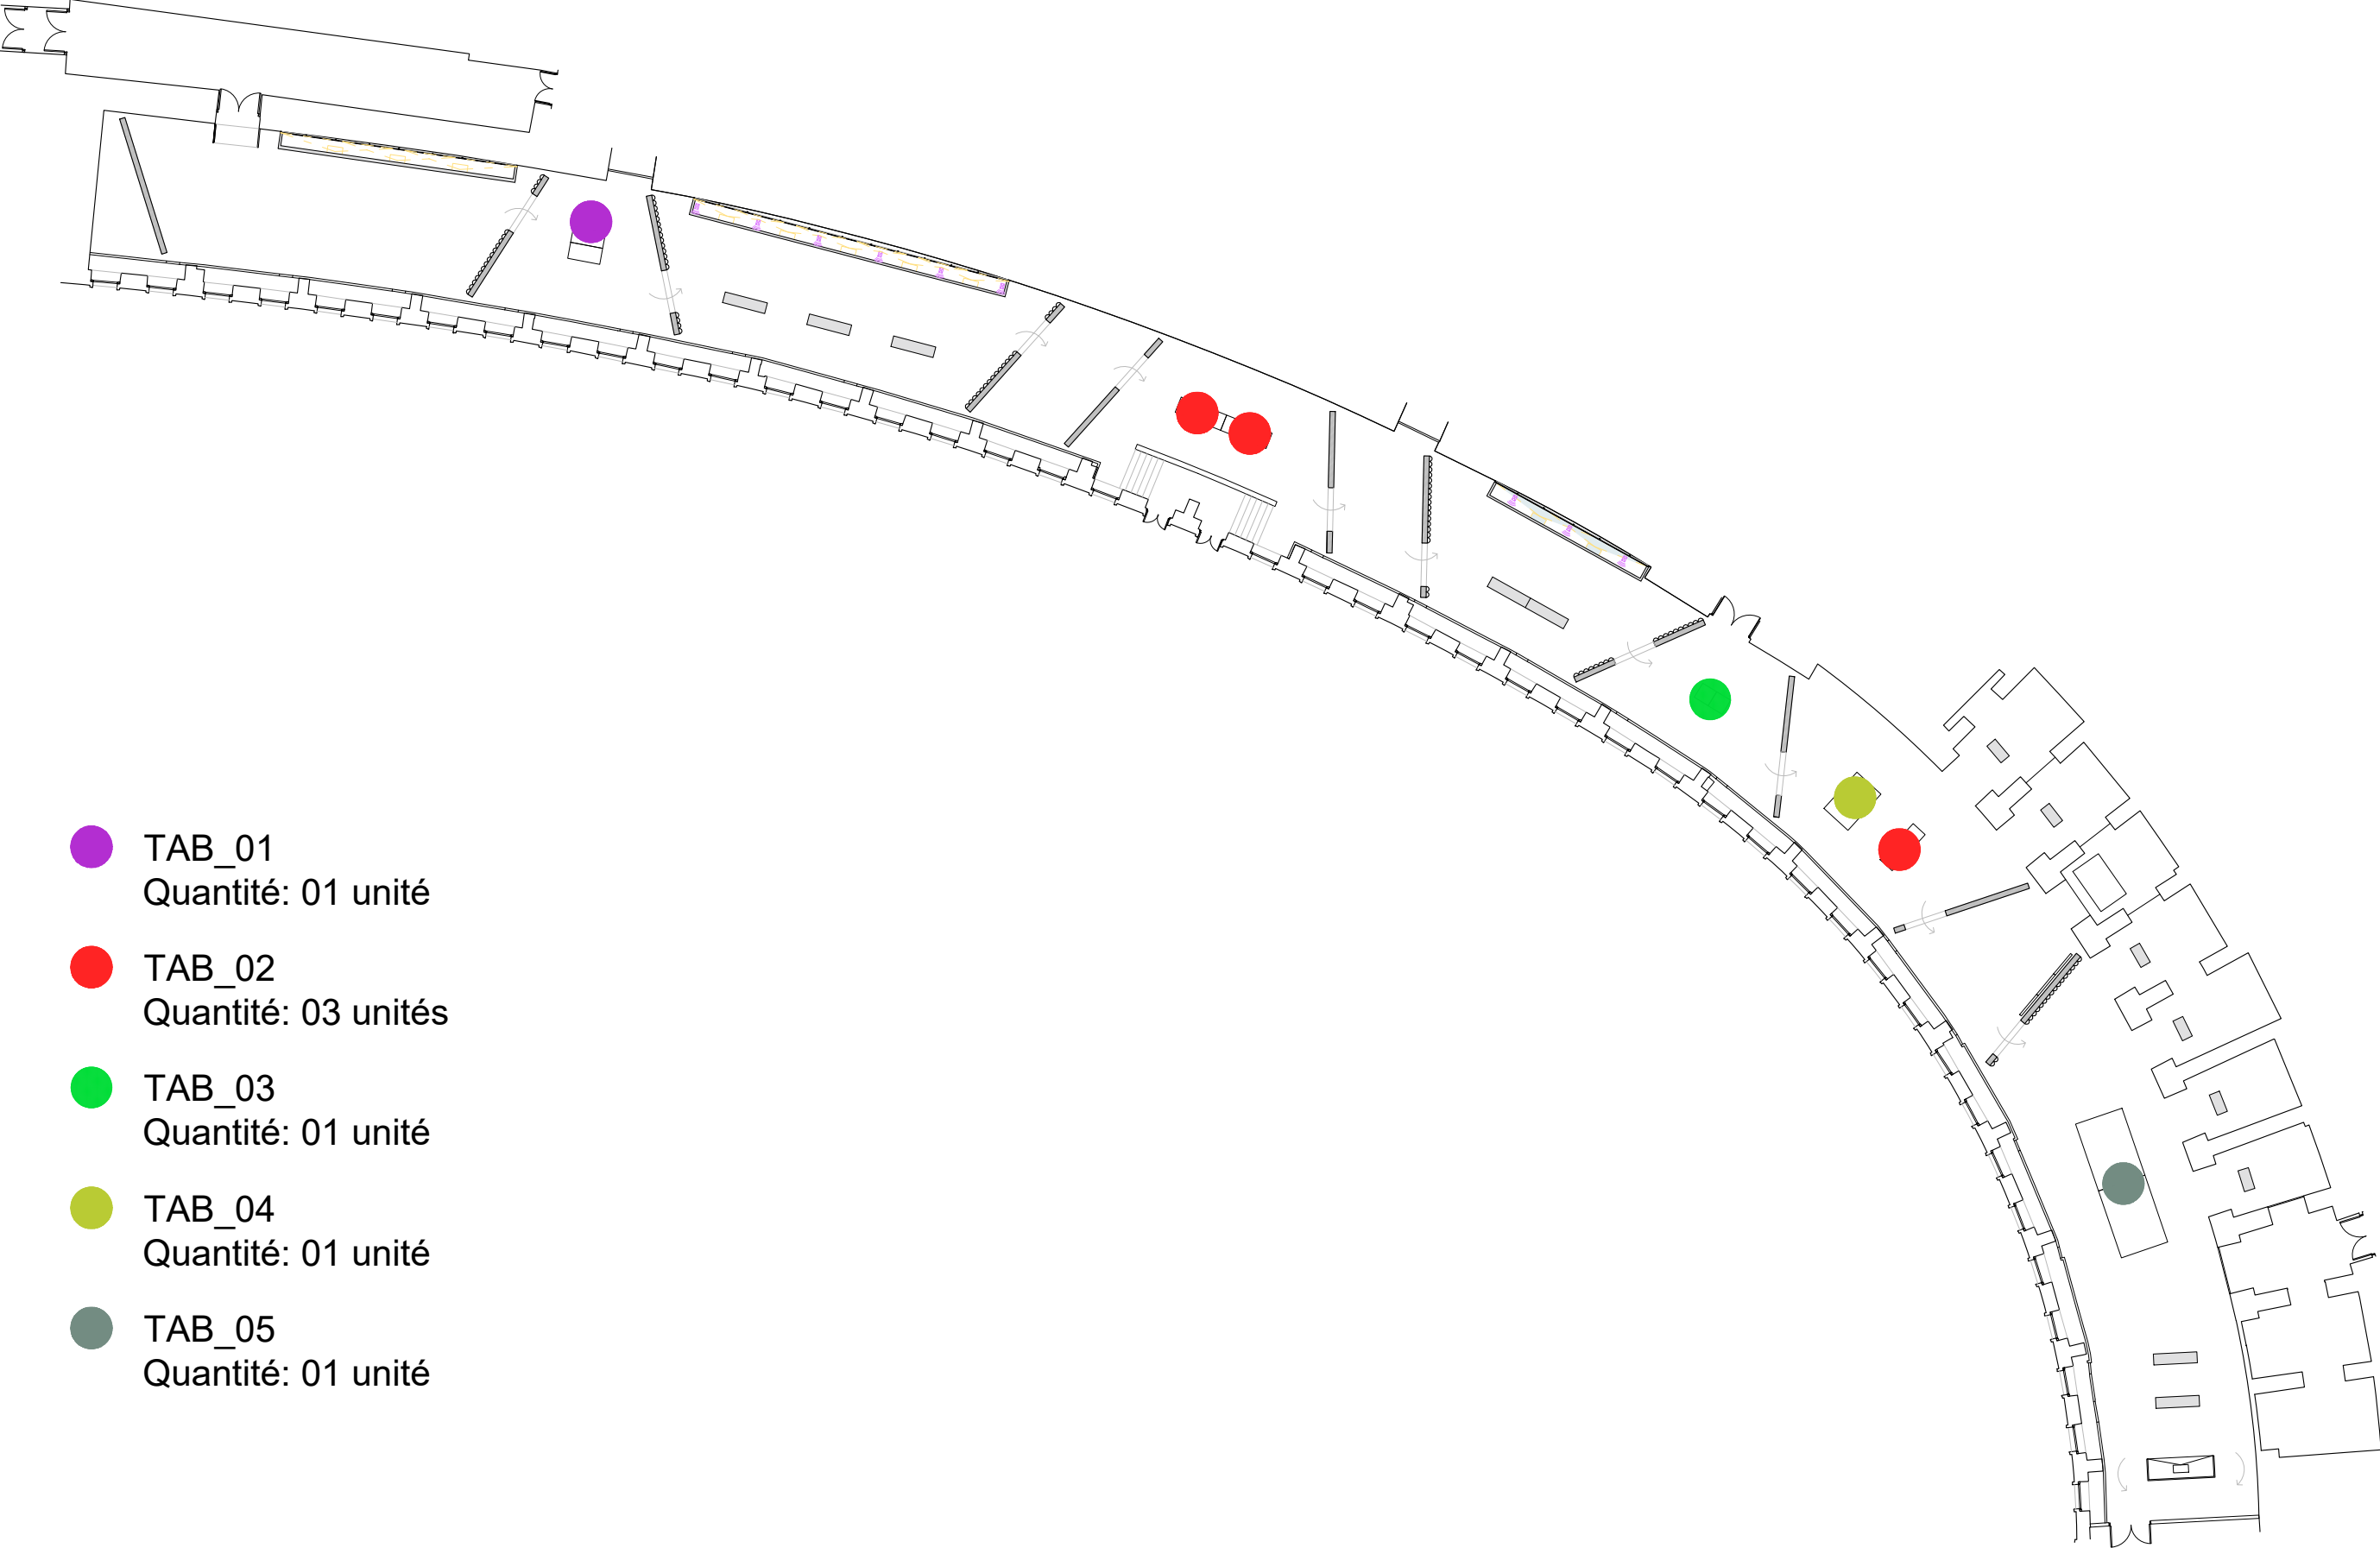 TAB_01
Quantité: 01 unité
TAB_02
Quantité: 03 unités
TAB_03
Quantité: 01 unité
TAB_04
Quantité: 01 unité
TAB_05
Quantité: 01 unité